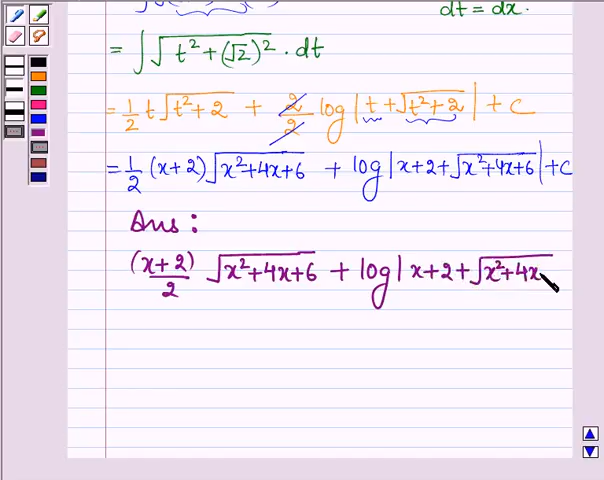 dt = dx.
= ∫ √(t² + (√2)²) · dt
= 1/2 t√(t² + 2) + 2/2 log|t + √(t² + 2)| + c
= 1/2 (x+2) √(x²+4x+6) + log|x+2+√(x²+4x+6)| + c
Ans :
(x+2)/2 √(x²+4x+6) + log|x+2+√(x²+4x